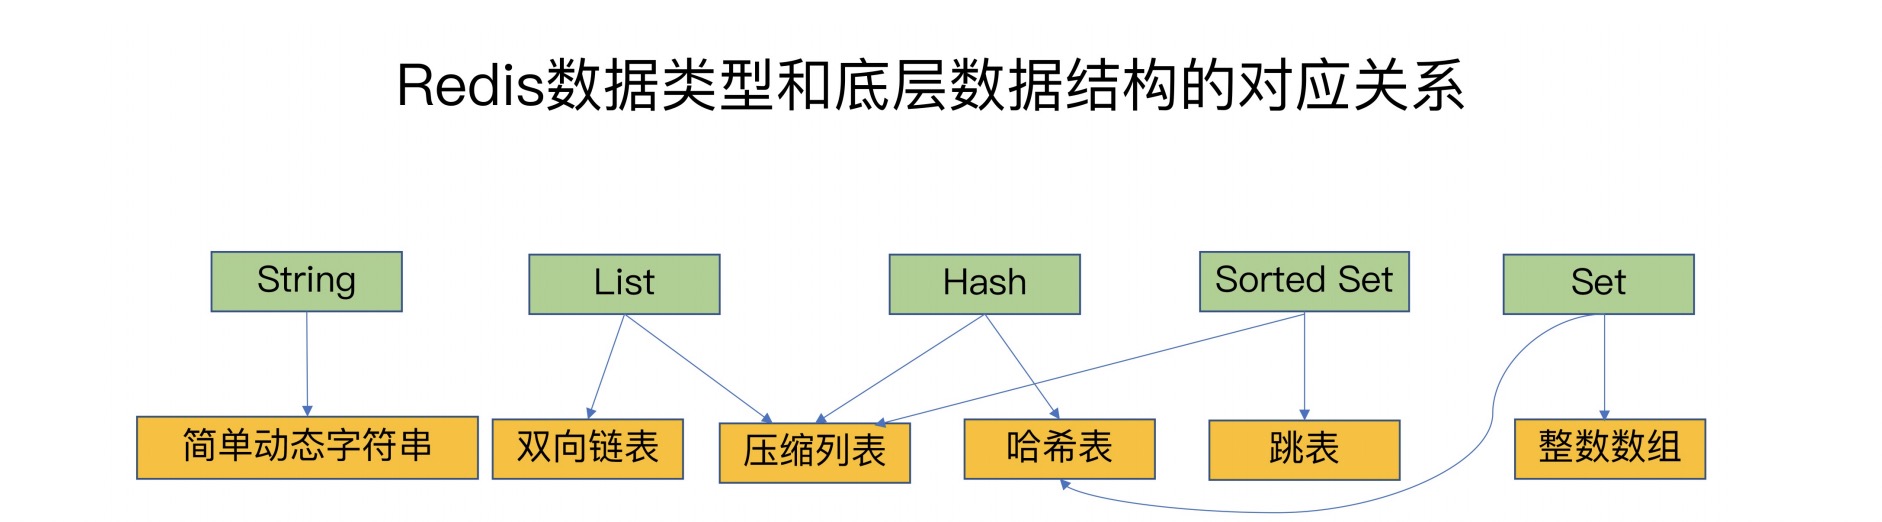 Redis数据类型和底层数据结构的对应关系
String
List
Hash
Sorted Set
Set
简单动态字符串
双向链表
压缩列表
哈希表
跳表
整数数组